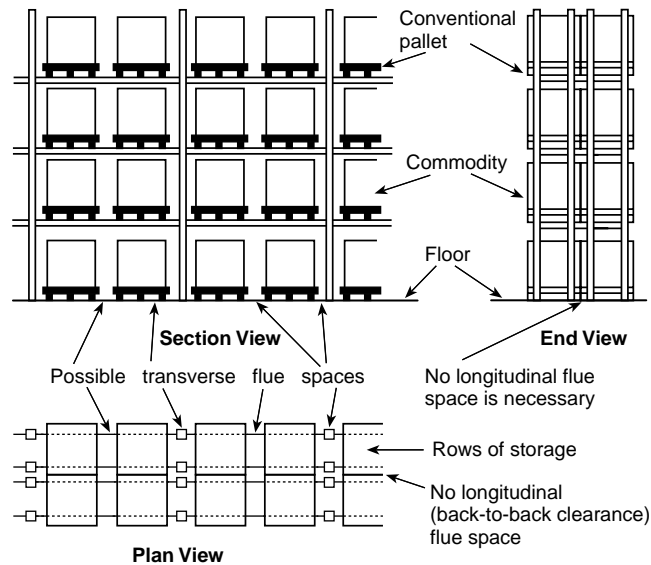 Conventional
pallet
Commodity
Floor
Section View
End View
Possible transverse flue spaces
No longitudinal flue
space is necessary
Rows of storage
No longitudinal
(back-to-back clearance)
flue space
Plan View